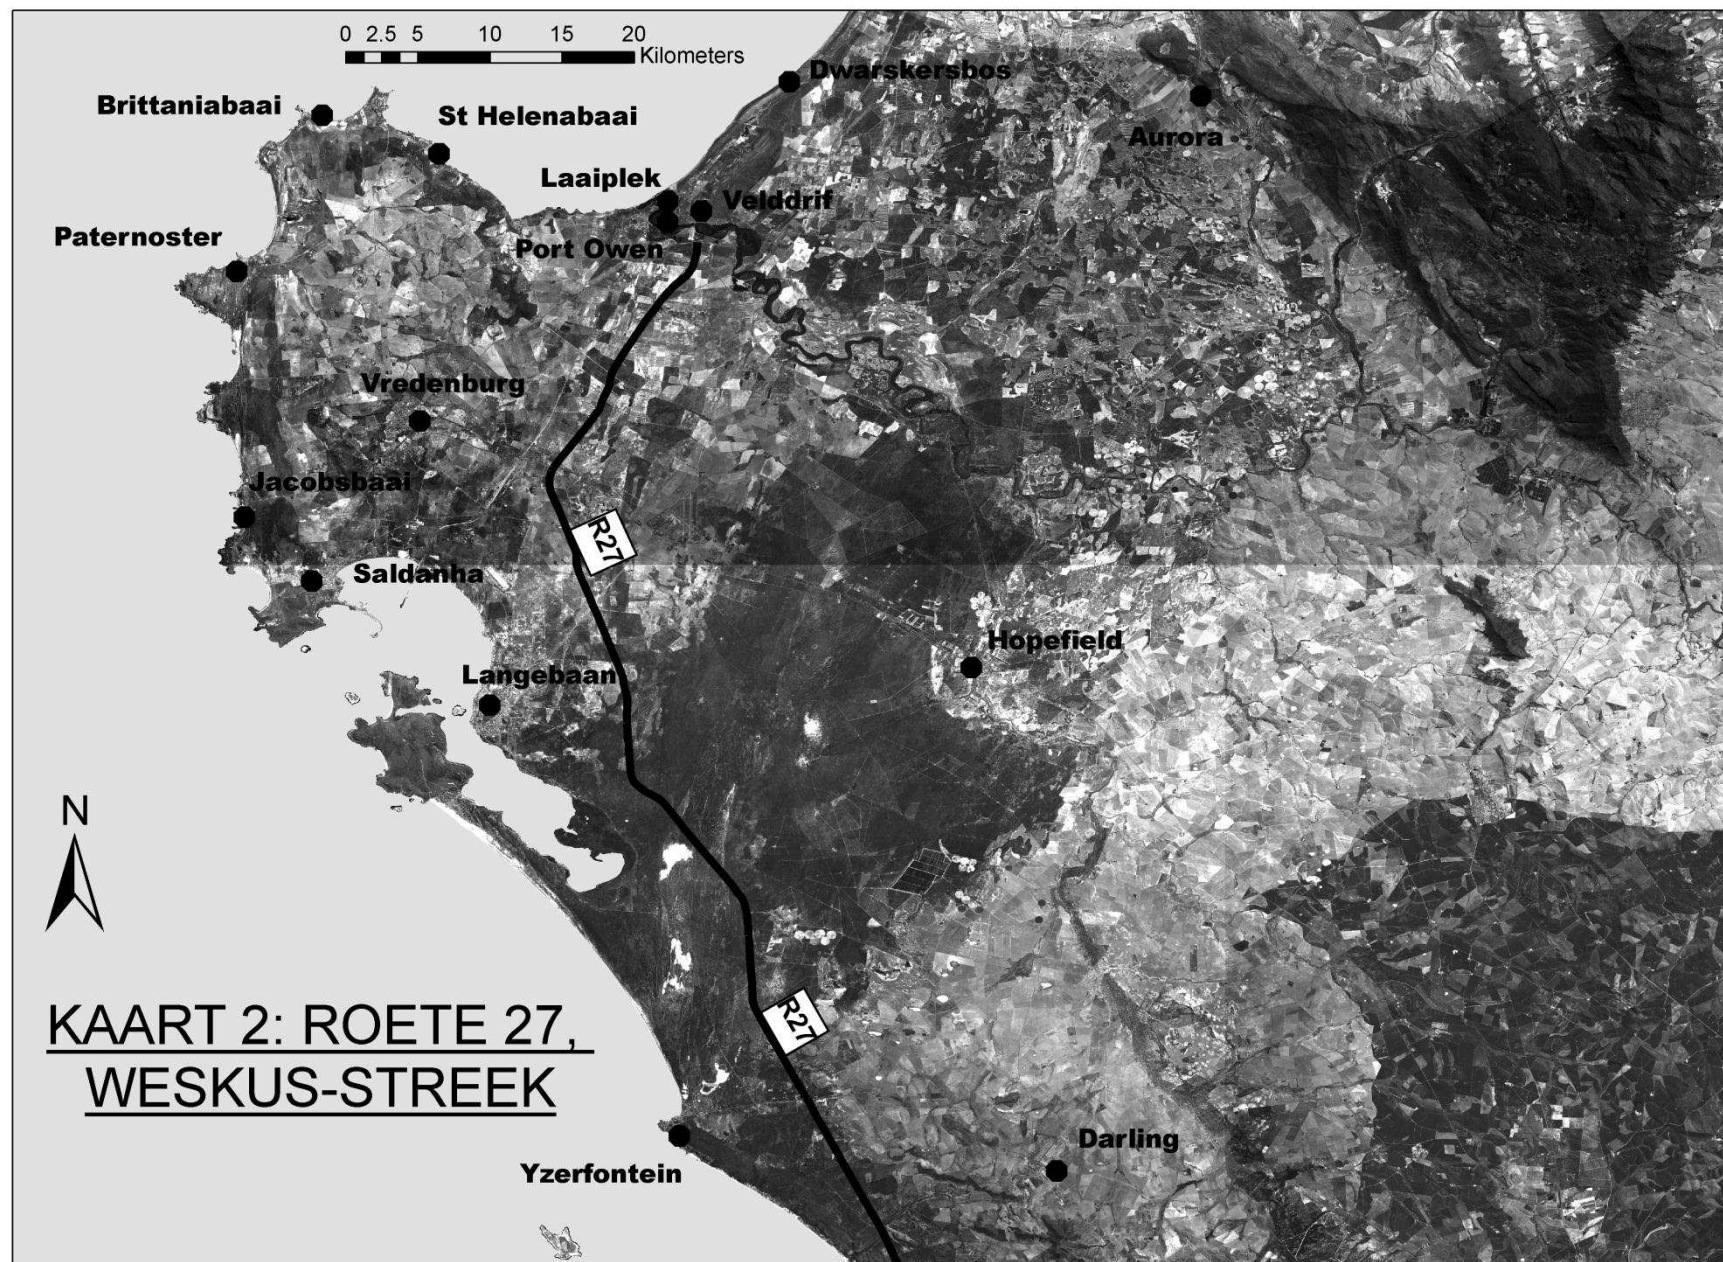 0 2.5 5 10 15 20
Kilometers
Dwarskersbos
Brittaniabaai
St Helenabaai
Aurora
Laaiplek
Velddrif
Paternoster
Port Owen
Vredenburg
Jacobsbaai
R27
Saldanha
Hopefield
Langebaan
N
KAART 2: ROETE 27,
WESKUS-STREEK
R27
Darling
Yzerfontein